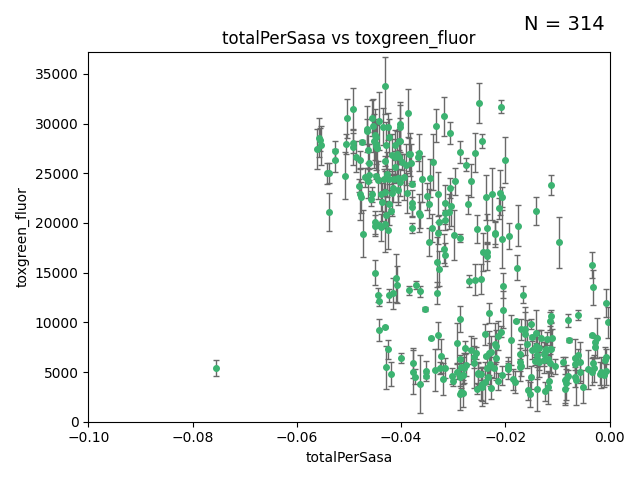 N = 314
totalPerSasa vs toxgreen_fluor
toxgreen_fluor
35000
30000
25000
20000
15000
10000
5000
0
−0.10 −0.08 −0.06 −0.04 −0.02 0.00
totalPerSasa